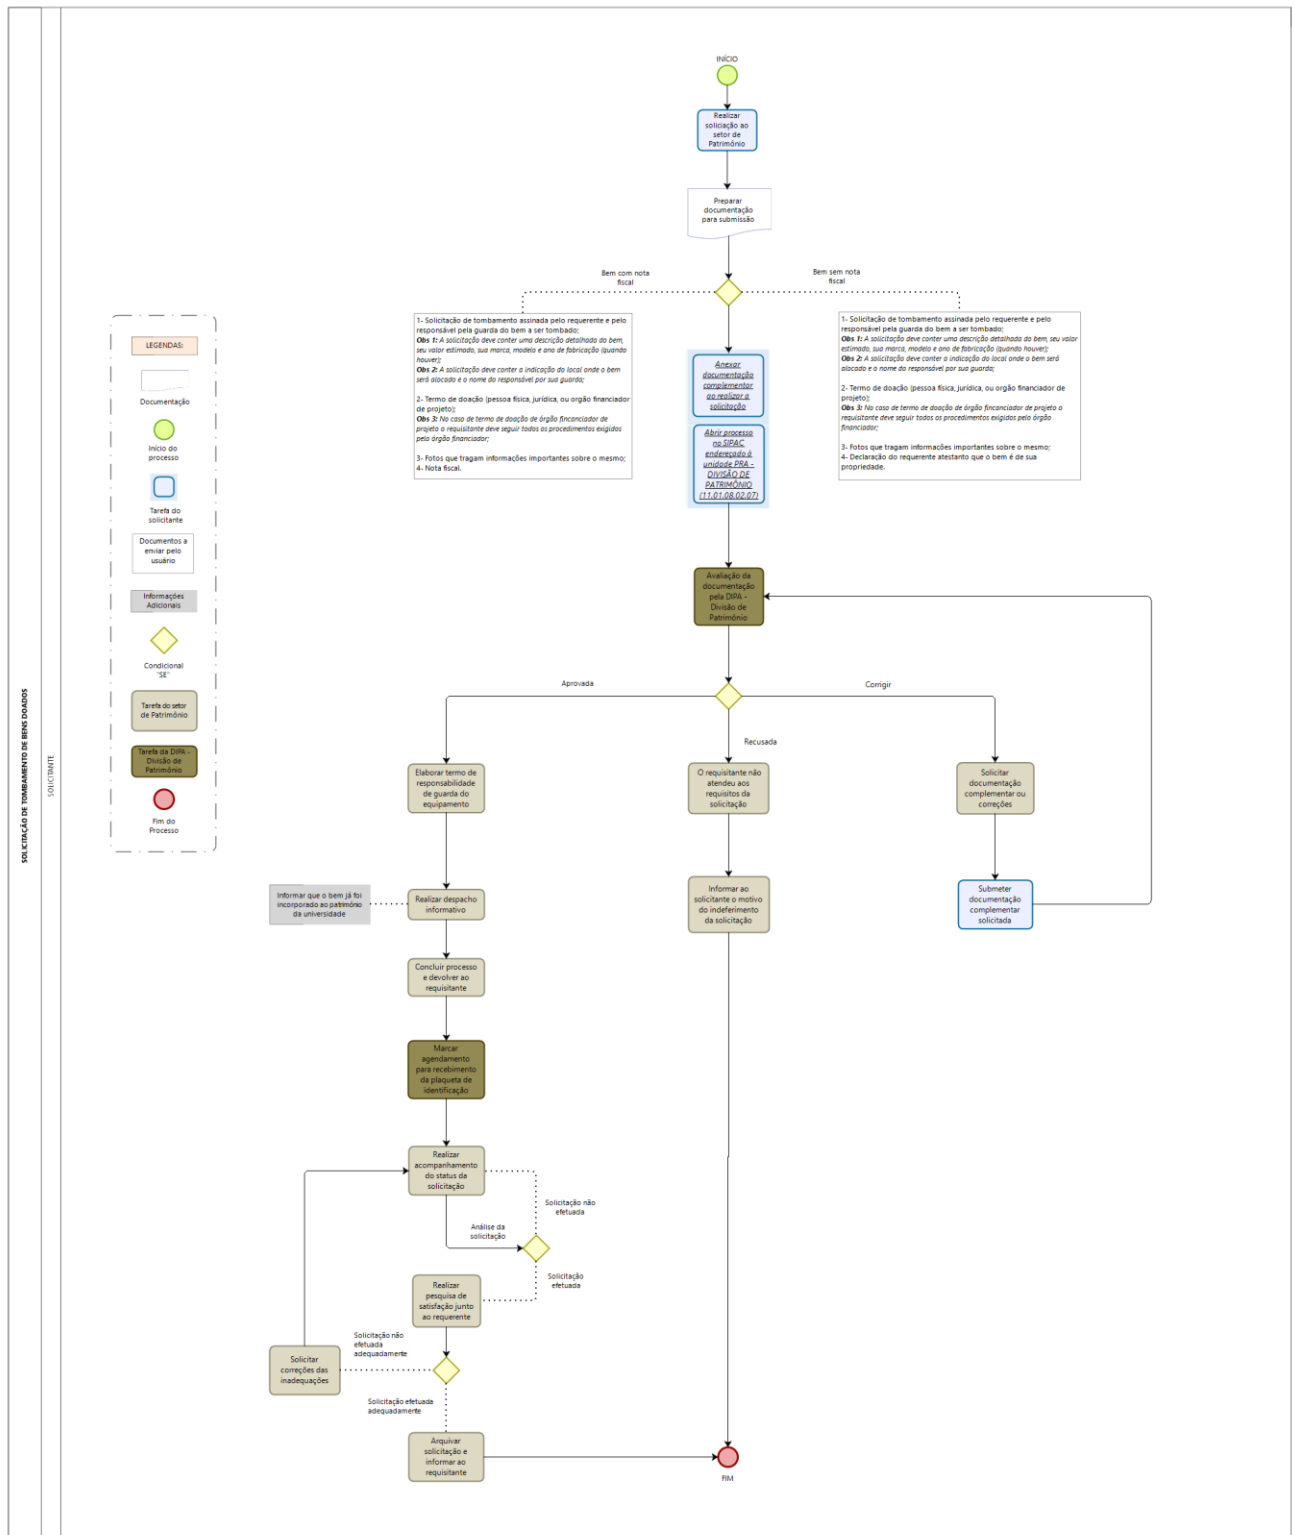 SOLICITAÇÃO DE TOMBAMENTO DE BENS DOADOS
SOLICITANTE
INÍCIO
Realizar
soliciação ao
setor de
Patrimônio
Preparar
documentação
para submissão
Bem com nota
fiscal
Bem sem nota
fiscal
1- Solicitação de tombamento assinada pelo requerente e pelo
responsável pela guarda do bem a ser tombado;
Obs 1: A solicitação deve conter uma descrição detalhada do bem,
seu valor estimado, sua marca, modelo e ano de fabricação (quando
houver);
Obs 2: A solicitação deve conter a indicação do local onde o bem
será alocado e o nome do responsável por sua guarda;
2- Termo de doação (pessoa física, jurídica, ou orgão financiador
de projeto);
Obs 3: No caso de termo de doação de órgão fincanciador de
projeto o requisitante deve seguir todos os procedimentos exigidos
pelo órgão financiador;
3- Fotos que tragam informações importantes sobre o mesmo;
4- Nota fiscal.
Anexar
documentação
complementar
ao realizar a
solicitação
Abrir processo
no SIPAC,
endereçado à
unidade PRA -
DIVISÃO DE
PATRIMÔNIO
(11.01.08.02.07)
1- Solicitação de tombamento assinada pelo requerente e pelo
responsável pela guarda do bem a ser tombado;
Obs 1: A solicitação deve conter uma descrição detalhada do bem, seu valor
estimado, sua marca, modelo e ano de fabricação (quando houver);
Obs 2: A solicitação deve conter a indicação do local onde o bem será
alocado e o nome do responsável por sua guarda;
2- Termo de doação (pessoa física, jurídica, ou orgão financiador de
projeto);
Obs 3: No caso de termo de doação de órgão fincanciador de projeto o
requisitante deve seguir todos os procedimentos exigidos pelo órgão
financiador;
3- Fotos que tragam informações importantes sobre o mesmo;
4- Declaração do requerente atestanto que o bem é de sua
propriedade.
LEGENDAS:
Documentação
Início do
processo
Tarefa do
solicitante
Documentos a
enviar pelo
usuário
Informações
Adicionais
Condicional
"SE"
Tarefa do setor
de Patrimônio
Tarefa da DIPA -
Divisão de
Patrimônio
Fim do
Processo
Avaliação da
documentação
pela DIPA -
Divisão de
Patrimônio
Aprovada
Corrigir
Recusada
Elaborar termo de
responsabilidade
de guarda do
equipamento
O requisitante não
atendeu aos
requisitos da
solicitação
Solicitar
documentação
complementar ou
correções
Informar que o bem já foi
incorporado ao patrimônio
da universidade
Realizar despacho
informativo
Informar ao
solicitante o motivo
do indeferimento
da solicitação
Submeter
documentação
complementar
solicitada
Concluir processo
e devolver ao
requisitante
Marcar
agendamento
para recebimento
da plaqueta de
identificação
Realizar
acompanhamento
do status da
solicitação
Solicitação não
efetuada
Análise da
solicitação
Solicitação
efetuada
Realizar
pesquisa de
satisfação junto
ao requerente
Solicitação não
efetuada
adequadamente
Solicitar
correções das
inadequações
Solicitação efetuada
adequadamente
Arquivar
solicitação e
informar ao
requisitante
FIM